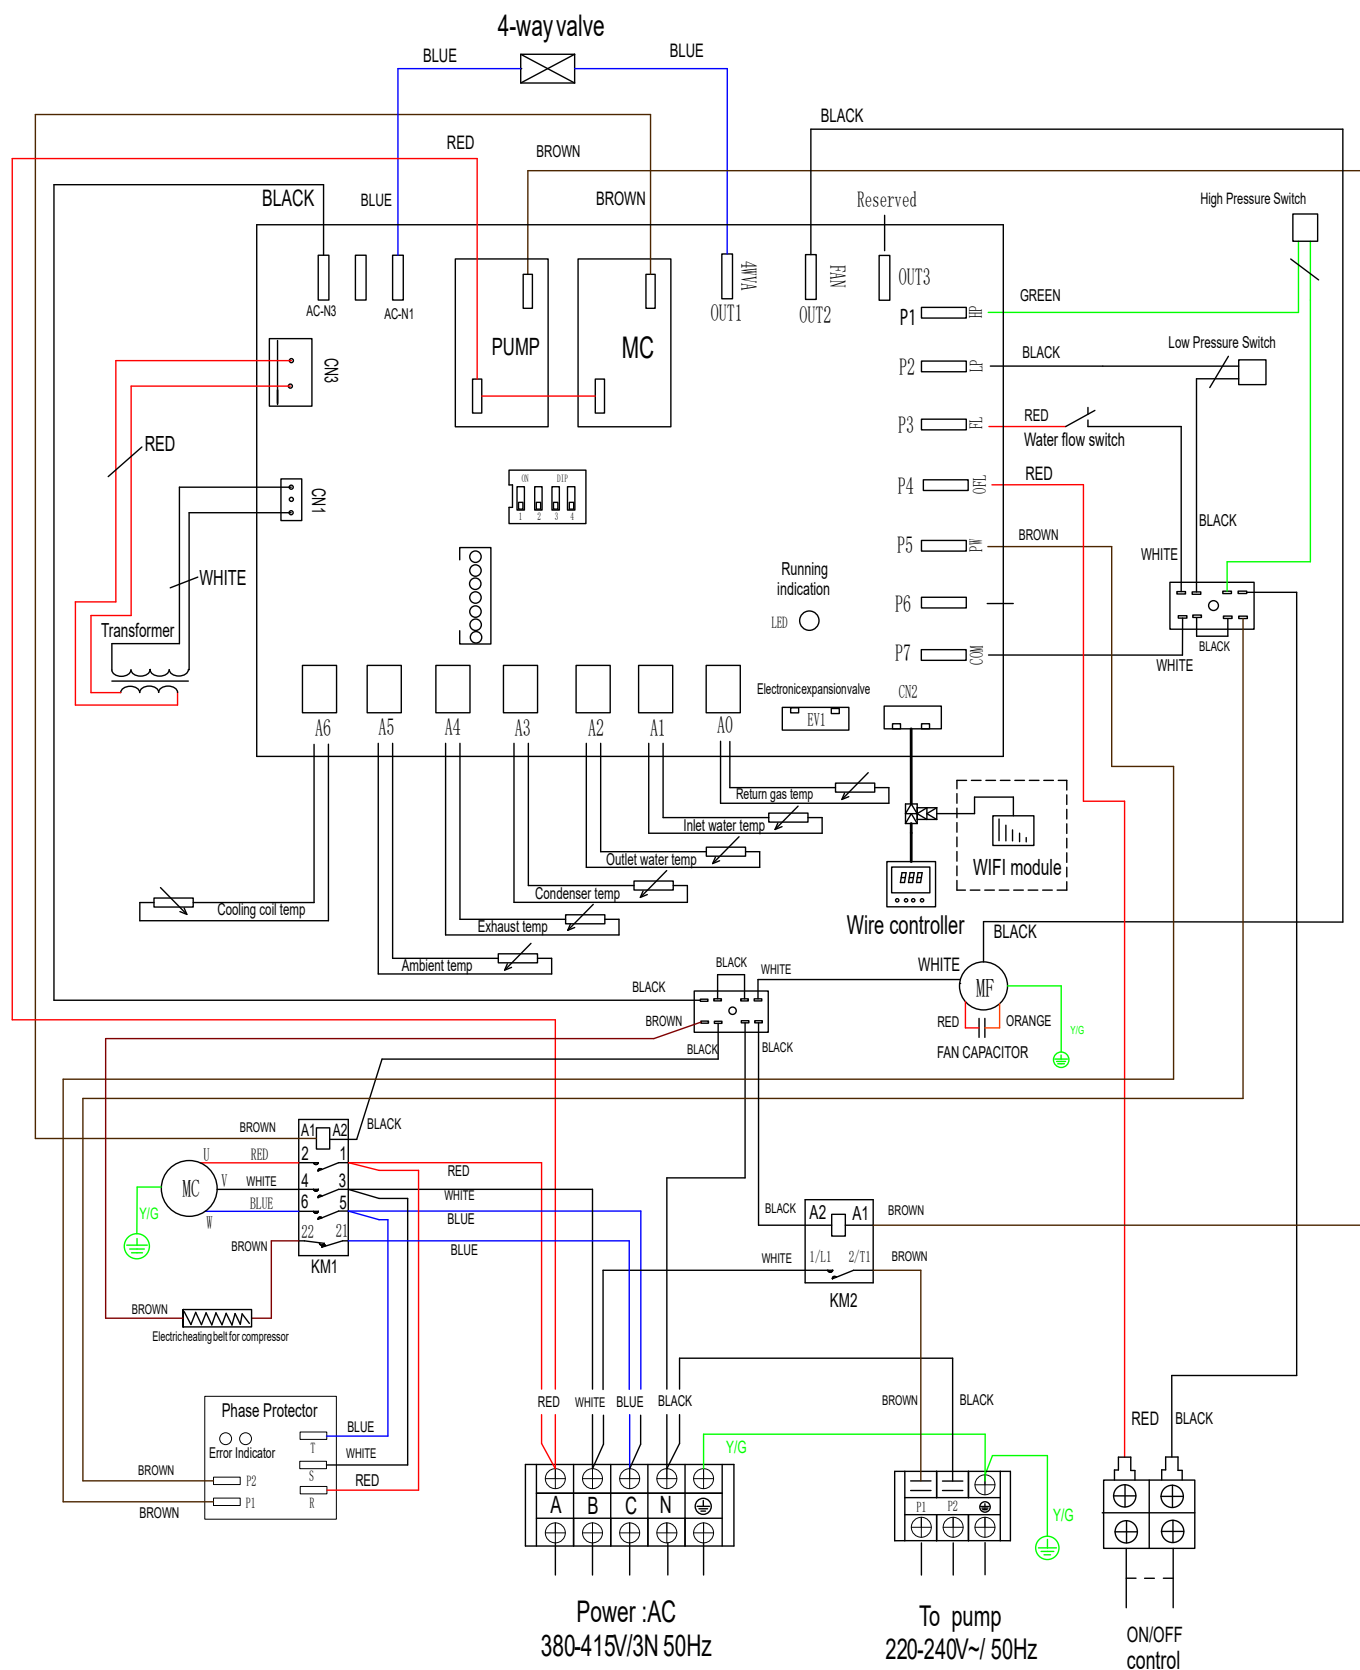 4-way valve
BLUE
BLUE
BLACK
RED
BROWN
BLACK
BLUE
BROWN
Reserved
High Pressure Switch
AC-N3
AC-N1
4WVA
OUT1
FAN
OUT2
OUT3
P1
HP
GREEN
PUMP
MC
CN3
P2
LP
BLACK
Low Pressure Switch
P3
FL
RED
Water flow switch
RED
P4
OFL
RED
ON DIP
1 2 3 4
CN1
BLACK
P5
PW
BROWN
WHITE
WHITE
Running
indication
LED
P6
Transformer
P7
COM
BLACK
WHITE
Electronic expansion valve
EV1
CN2
A6
A5
A4
A3
A2
A1
A0
Return gas temp
Inlet water temp
Outlet water temp
Condenser temp
Cooling coil temp
Exhaust temp
Ambient temp
WIFI module
888
Wire controller
BLACK
BLACK
WHITE
WHITE
MF
BLACK
BROWN
RED
ORANGE
Y/G
FAN CAPACITOR
BLACK
BLACK
BROWN
A1
A2
BLACK
U
RED
2
1
RED
MC
V
WHITE
4
3
WHITE
Y/G
W
BLUE
6
5
BLUE
22
21
BROWN
BLUE
KM1
BLACK
A2
A1
BROWN
WHITE
1/L1
2/T1
BROWN
KM2
BROWN
Electric heating belt for compressor
Phase Protector
Error Indicator
T
BLUE
S
WHITE
R
RED
BROWN
P2
P1
BROWN
RED
WHITE
BLUE
BLACK
BROWN
BLACK
RED
BLACK
Y/G
Y/G
A
B
C
N
P1
P2
Power :AC
380-415V/3N 50Hz
To pump
220-240V~/ 50Hz
ON/OFF
control